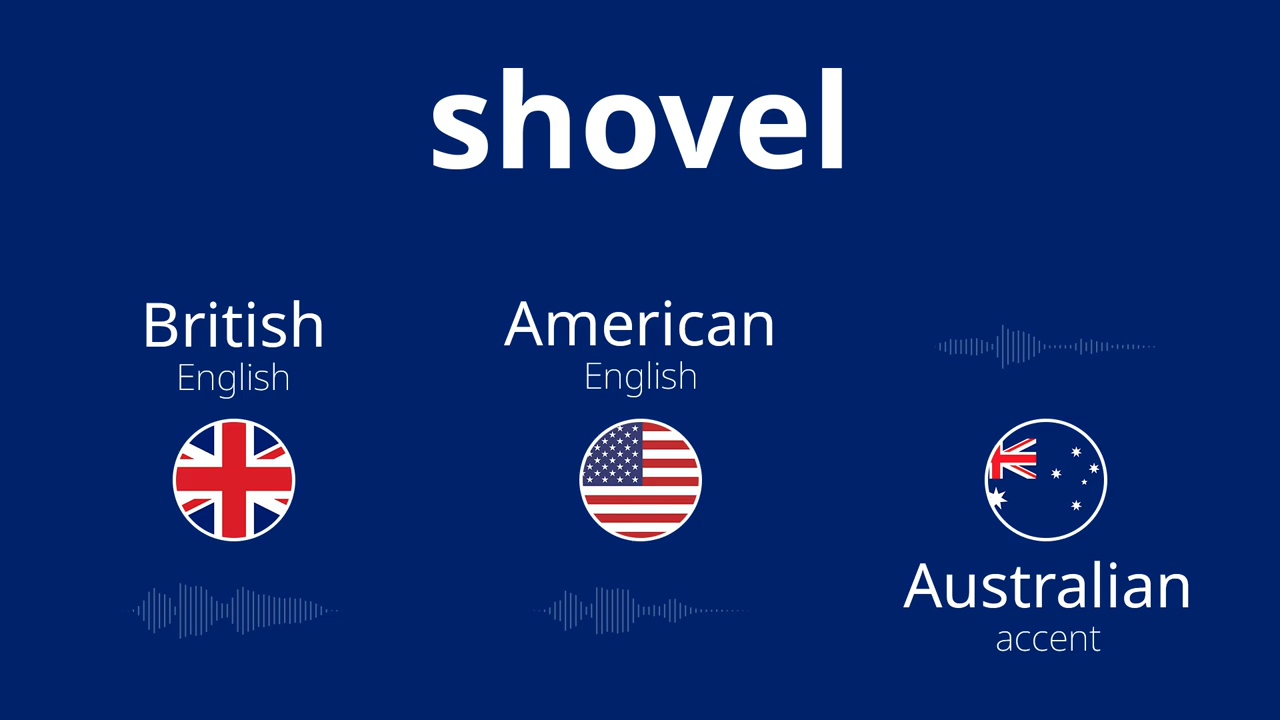 shovel
British
English
American
English
Australian
accent